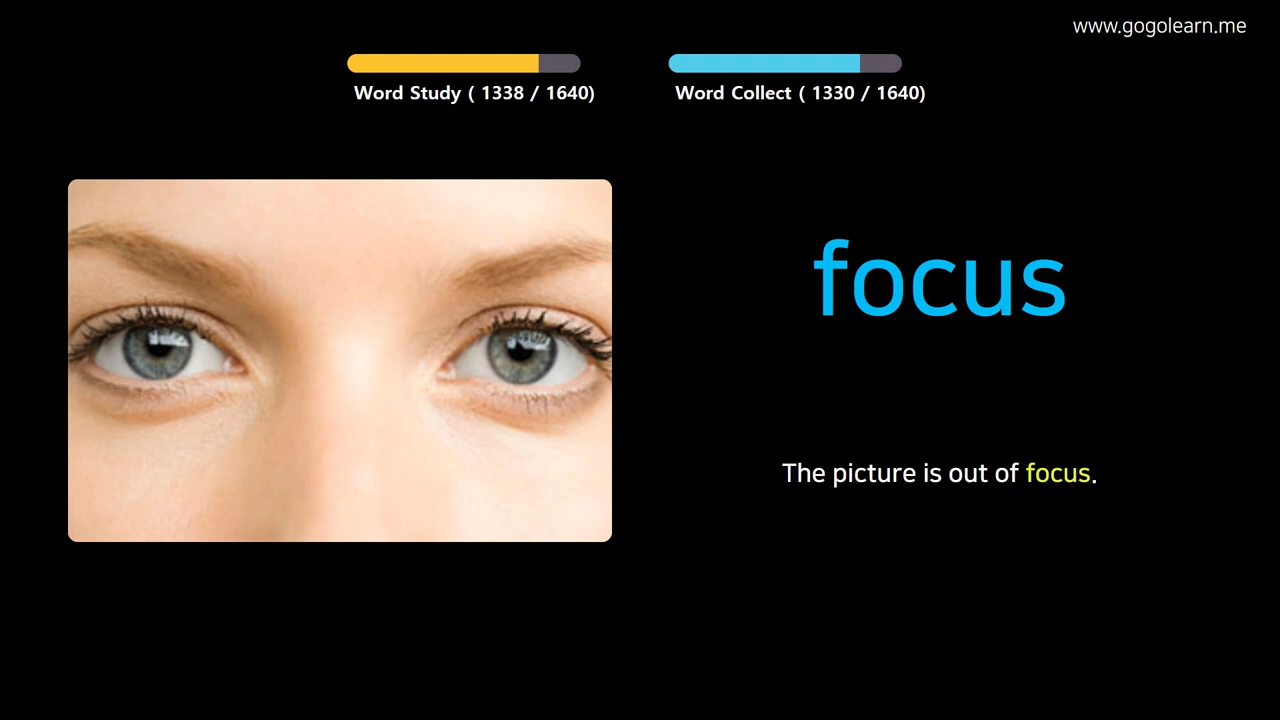 www.gogolearn.me
Word Study ( 1338 / 1640)
Word Collect ( 1330 / 1640)
focus
The picture is out of focus.